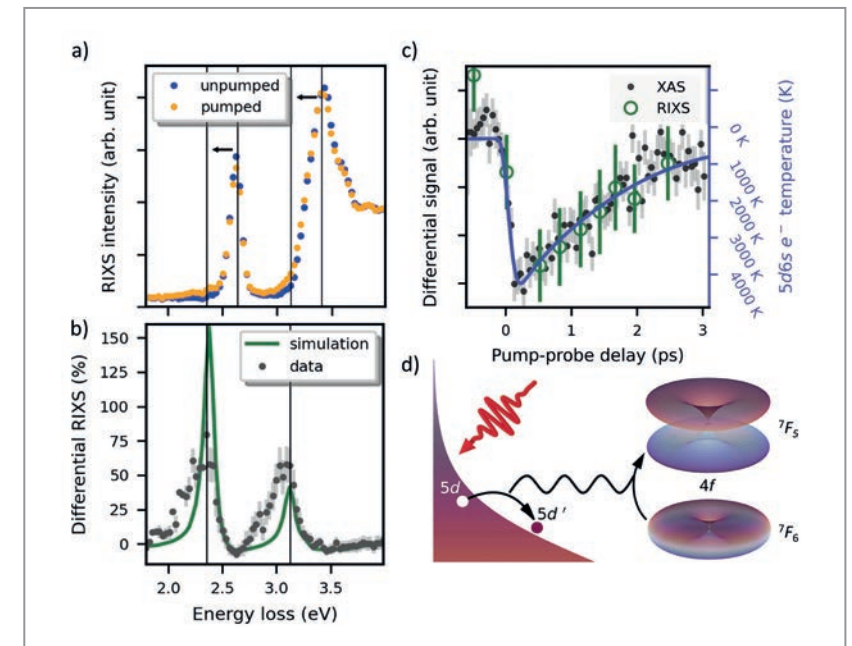 a)
RIXS intensity (arb. unit)
unpumped
pumped
b)
Differential RIXS (%)
150
125
100
75
50
25
0
simulation
data
2.0 2.5 3.0 3.5
Energy loss (eV)
c)
Differential signal (arb. unit)
XAS
RIXS
0 K
1000 K
2000 K
3000 K
4000 K
5d6s e⁻ temperature (K)
0 1 2 3
Pump-probe delay (ps)
d)
5d
5d '
⁷F₅
4f
⁷F₆